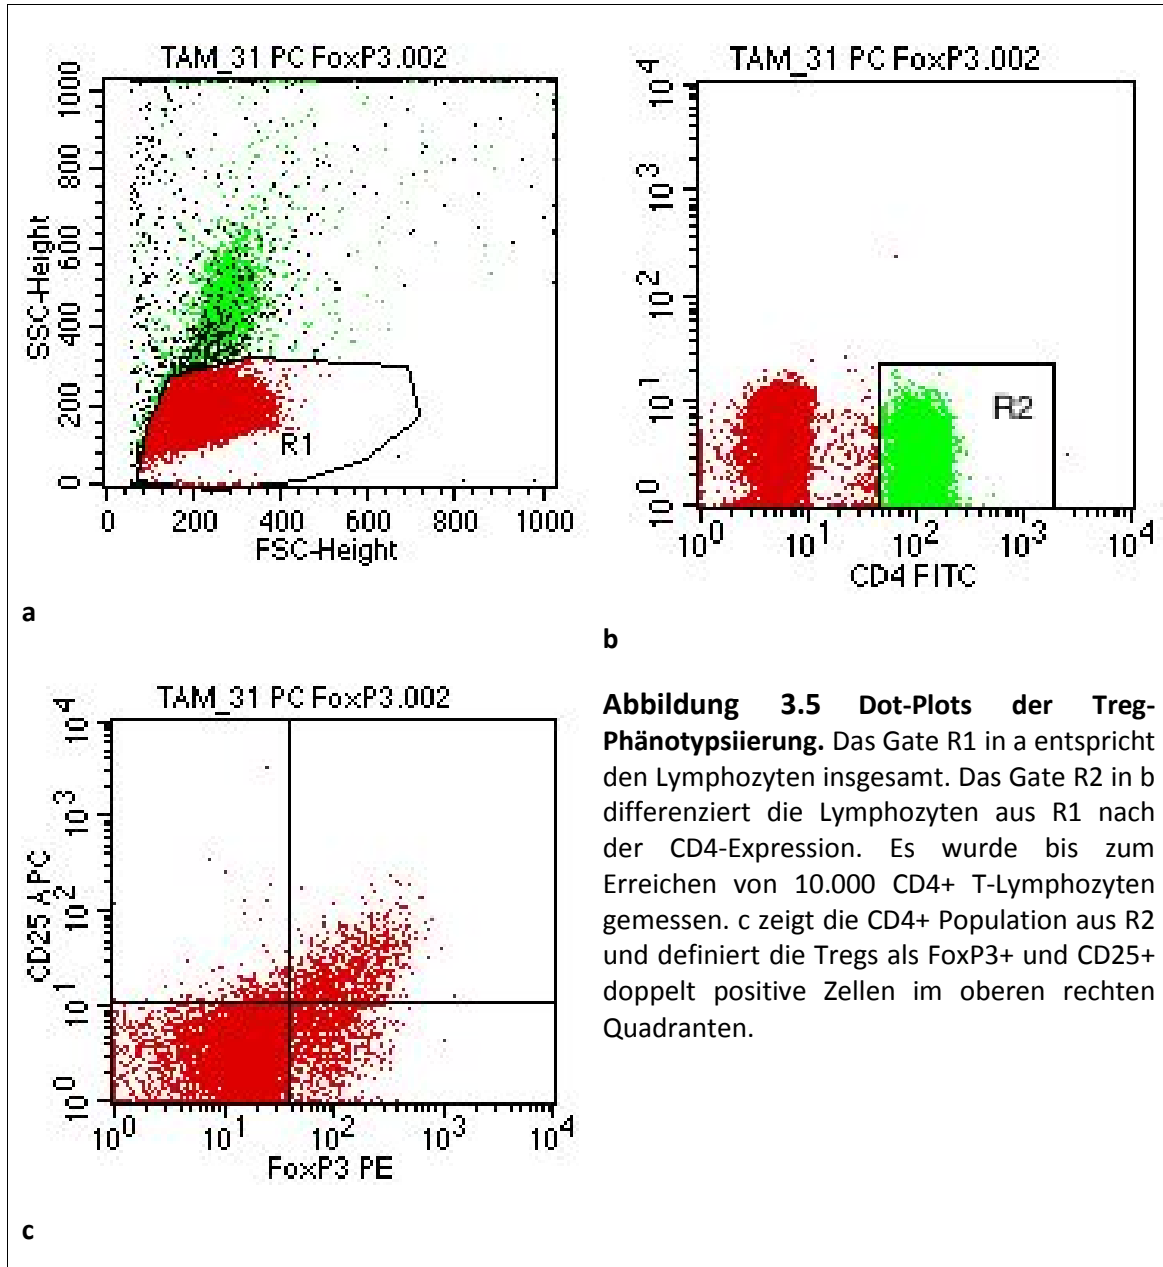 TAM_31 PC FoxP3.002
1000
800
600
400
200
0
SSC-Height
R1
0 200 400 600 800 1000
FSC-Height
a
TAM_31 PC FoxP3.002
10^4
10^3
10^2
10^1
10^0
R2
10^0 10^1 10^2 10^3 10^4
CD4 FITC
b
TAM_31 PC FoxP3.002
10^4
10^3
10^2
10^1
10^0
CD25 APC
10^0 10^1 10^2 10^3 10^4
FoxP3 PE
c
Abbildung 3.5 Dot-Plots der Treg-
Phänotypsiierung. Das Gate R1 in a entspricht
den Lymphozyten insgesamt. Das Gate R2 in b
differenziert die Lymphozyten aus R1 nach
der CD4-Expression. Es wurde bis zum
Erreichen von 10.000 CD4+ T-Lymphozyten
gemessen. c zeigt die CD4+ Population aus R2
und definiert die Tregs als FoxP3+ und CD25+
doppelt positive Zellen im oberen rechten
Quadranten.